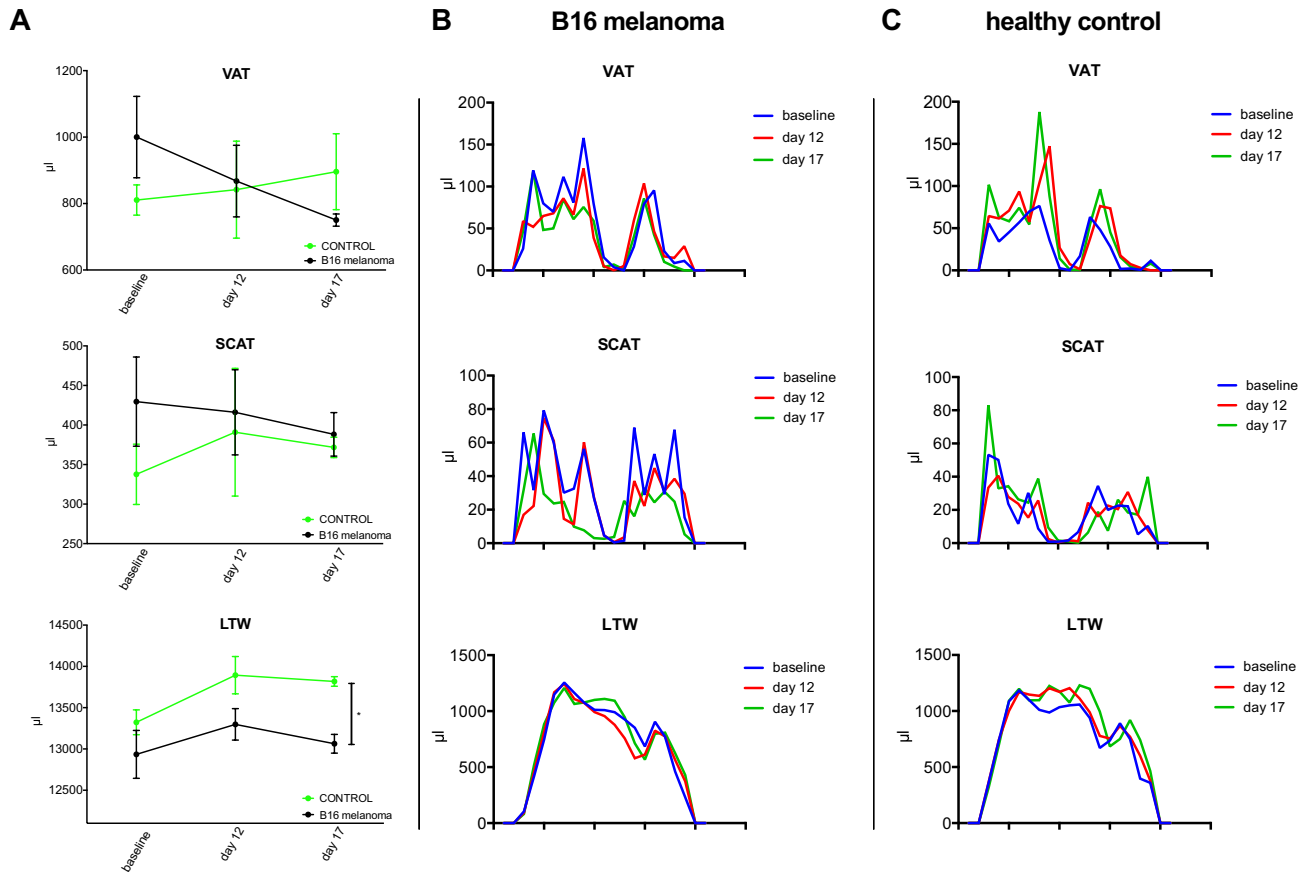 A
B
B16 melanoma
C
healthy control
VAT
1200
1000
800
600
µl
CONTROL
B16 melanoma
baseline
day 12
day 17
SCAT
500
450
400
350
300
250
µl
CONTROL
B16 melanoma
baseline
day 12
day 17
LTW
14500
14000
13500
13000
12500
µl
*
CONTROL
B16 melanoma
baseline
day 12
day 17
VAT
200
150
100
50
0
µl
baseline
day 12
day 17
SCAT
100
80
60
40
20
0
µl
baseline
day 12
day 17
LTW
1500
1000
500
0
µl
baseline
day 12
day 17
VAT
200
150
100
50
0
µl
baseline
day 12
day 17
SCAT
100
80
60
40
20
0
µl
baseline
day 12
day 17
LTW
1500
1000
500
0
µl
baseline
day 12
day 17